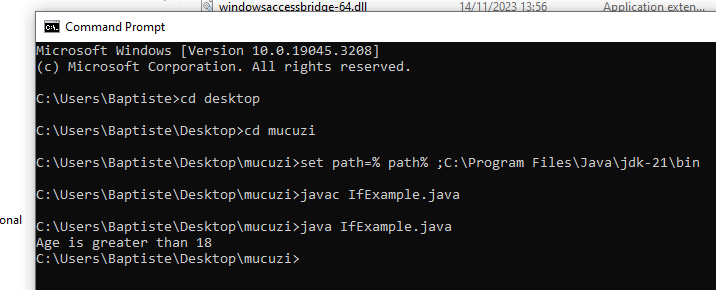 windowsaccessbridge-64.dll 14/11/2023 13:56 Application exten...
Command Prompt
Microsoft Windows [Version 10.0.19045.3208]
(c) Microsoft Corporation. All rights reserved.
C:\Users\Baptiste>cd desktop
C:\Users\Baptiste\Desktop>cd mucuzi
C:\Users\Baptiste\Desktop\mucuzi>set path=% path% ;C:\Program Files\Java\jdk-21\bin
C:\Users\Baptiste\Desktop\mucuzi>javac IfExample.java
onal
C:\Users\Baptiste\Desktop\mucuzi>java IfExample.java
Age is greater than 18
C:\Users\Baptiste\Desktop\mucuzi>